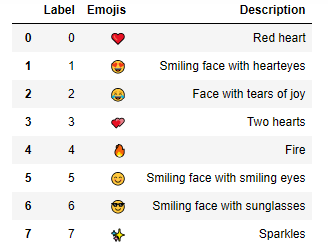 Label Emojis Description
0 0 ❤️ Red heart
1 1 😍 Smiling face with hearteyes
2 2 😂 Face with tears of joy
3 3 💕 Two hearts
4 4 🔥 Fire
5 5 😊 Smiling face with smiling eyes
6 6 😎 Smiling face with sunglasses
7 7 ✨ Sparkles